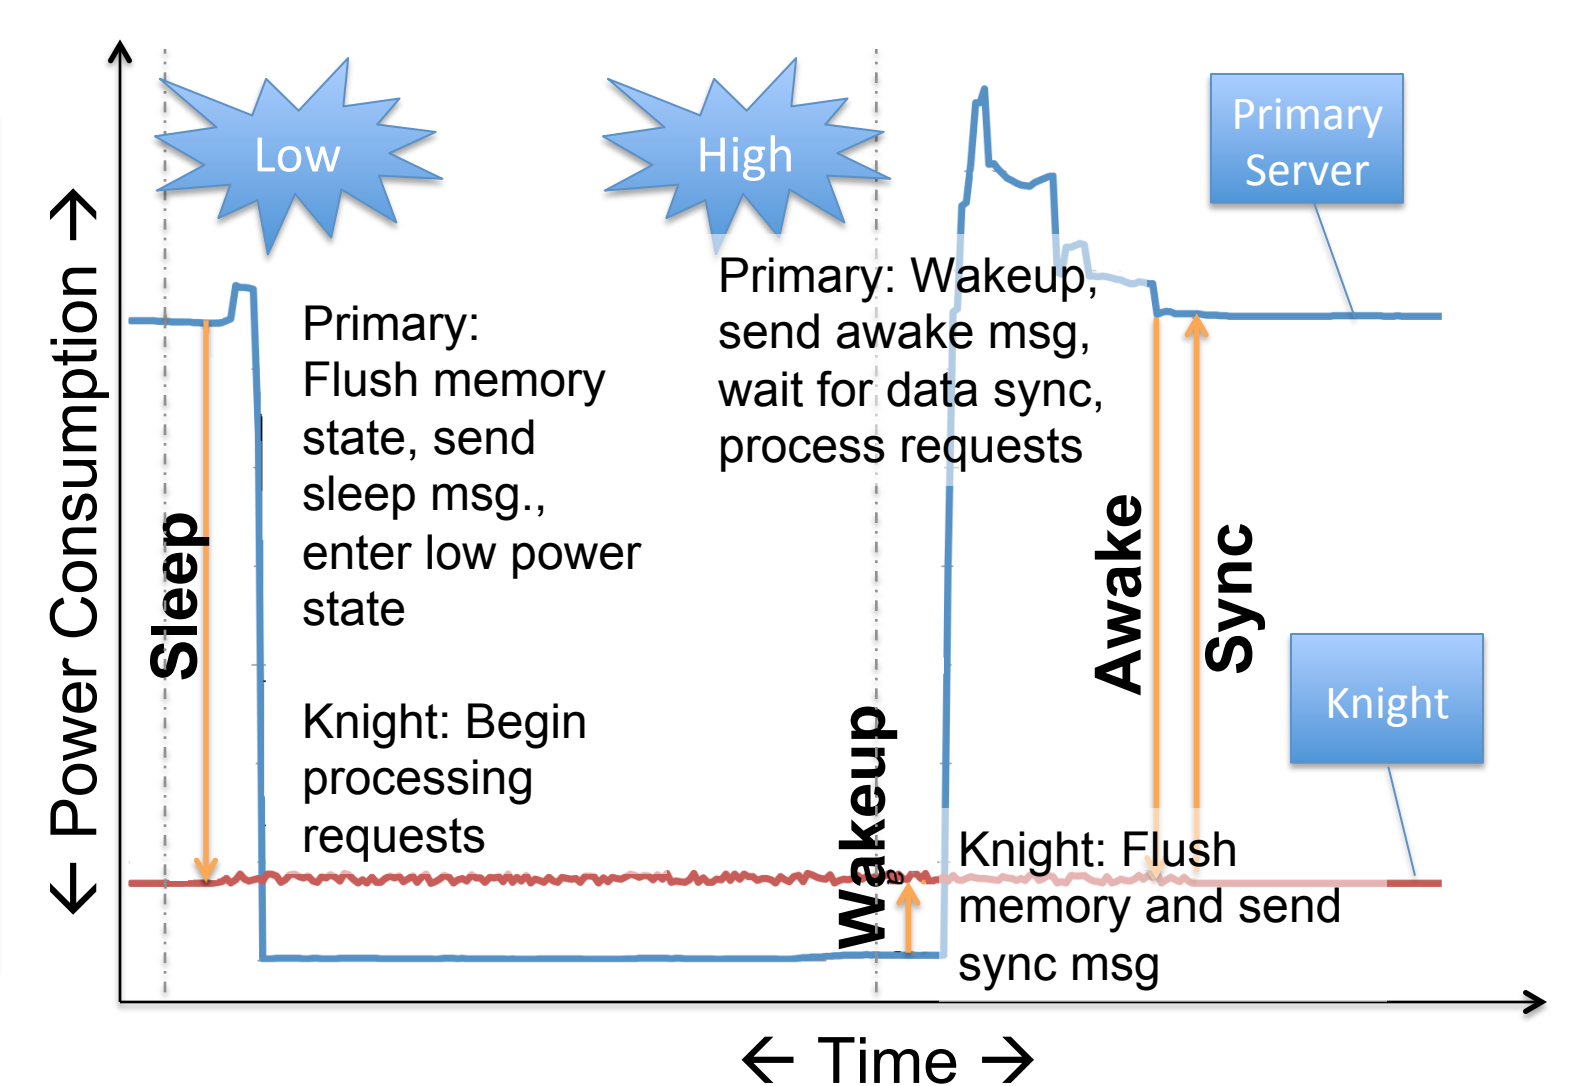 Low
High
Primary
Server
← Power Consumption →
Primary:
Flush memory
state, send
sleep msg.,
enter low power
state
Primary: Wakeup,
send awake msg,
wait for data sync,
process requests
Sleep
Awake
Sync
Knight
Knight: Begin
processing
requests
Wakeup
a
Knight: Flush
memory and send
sync msg
← Time →